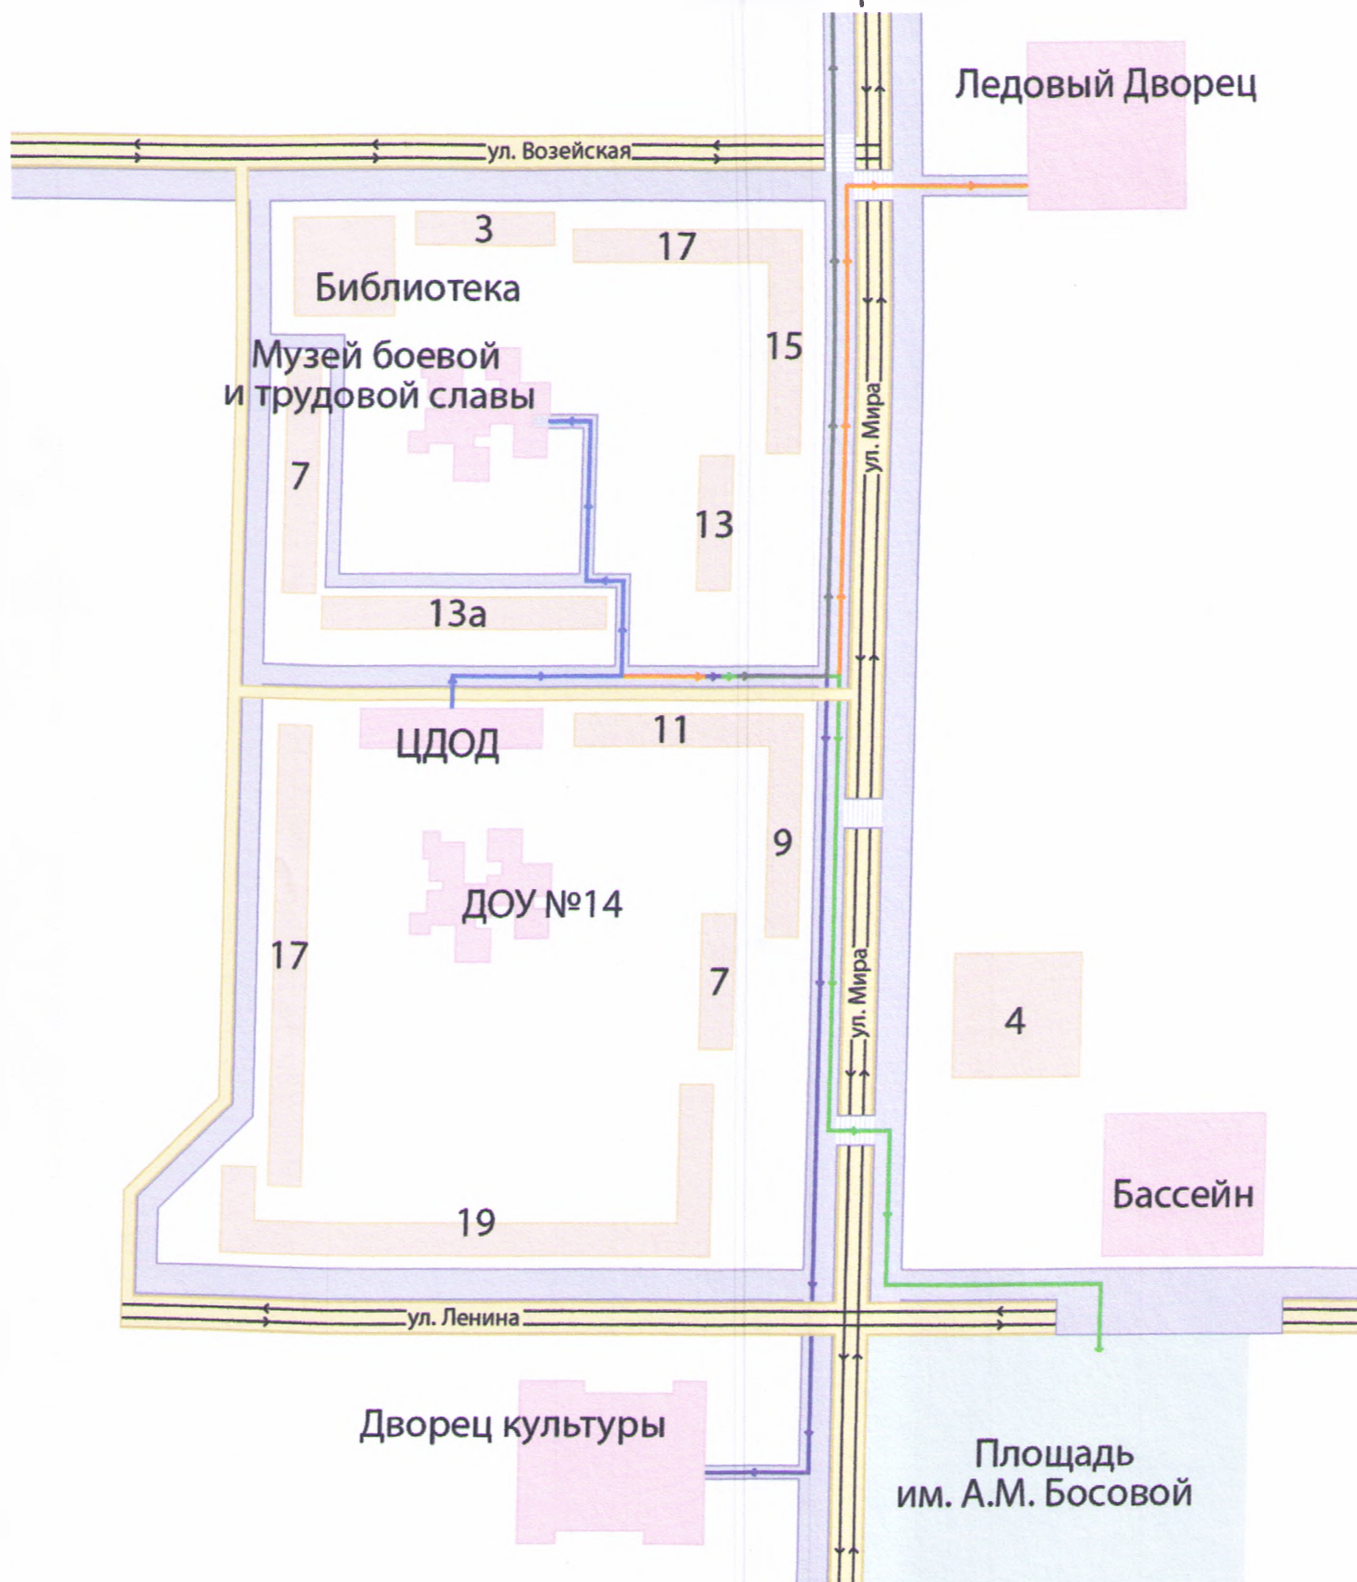 Ледовый Дворец
ул. Возейская
3
17
Библиотека
15
Музей боевой
и трудовой славы
ул. Мира
7
13
13а
11
ЦДОД
9
ДОУ №14
17
7
ул. Мира
4
Бассейн
19
ул. Ленина
Дворец культуры
Площадь
им. А.М. Босовой